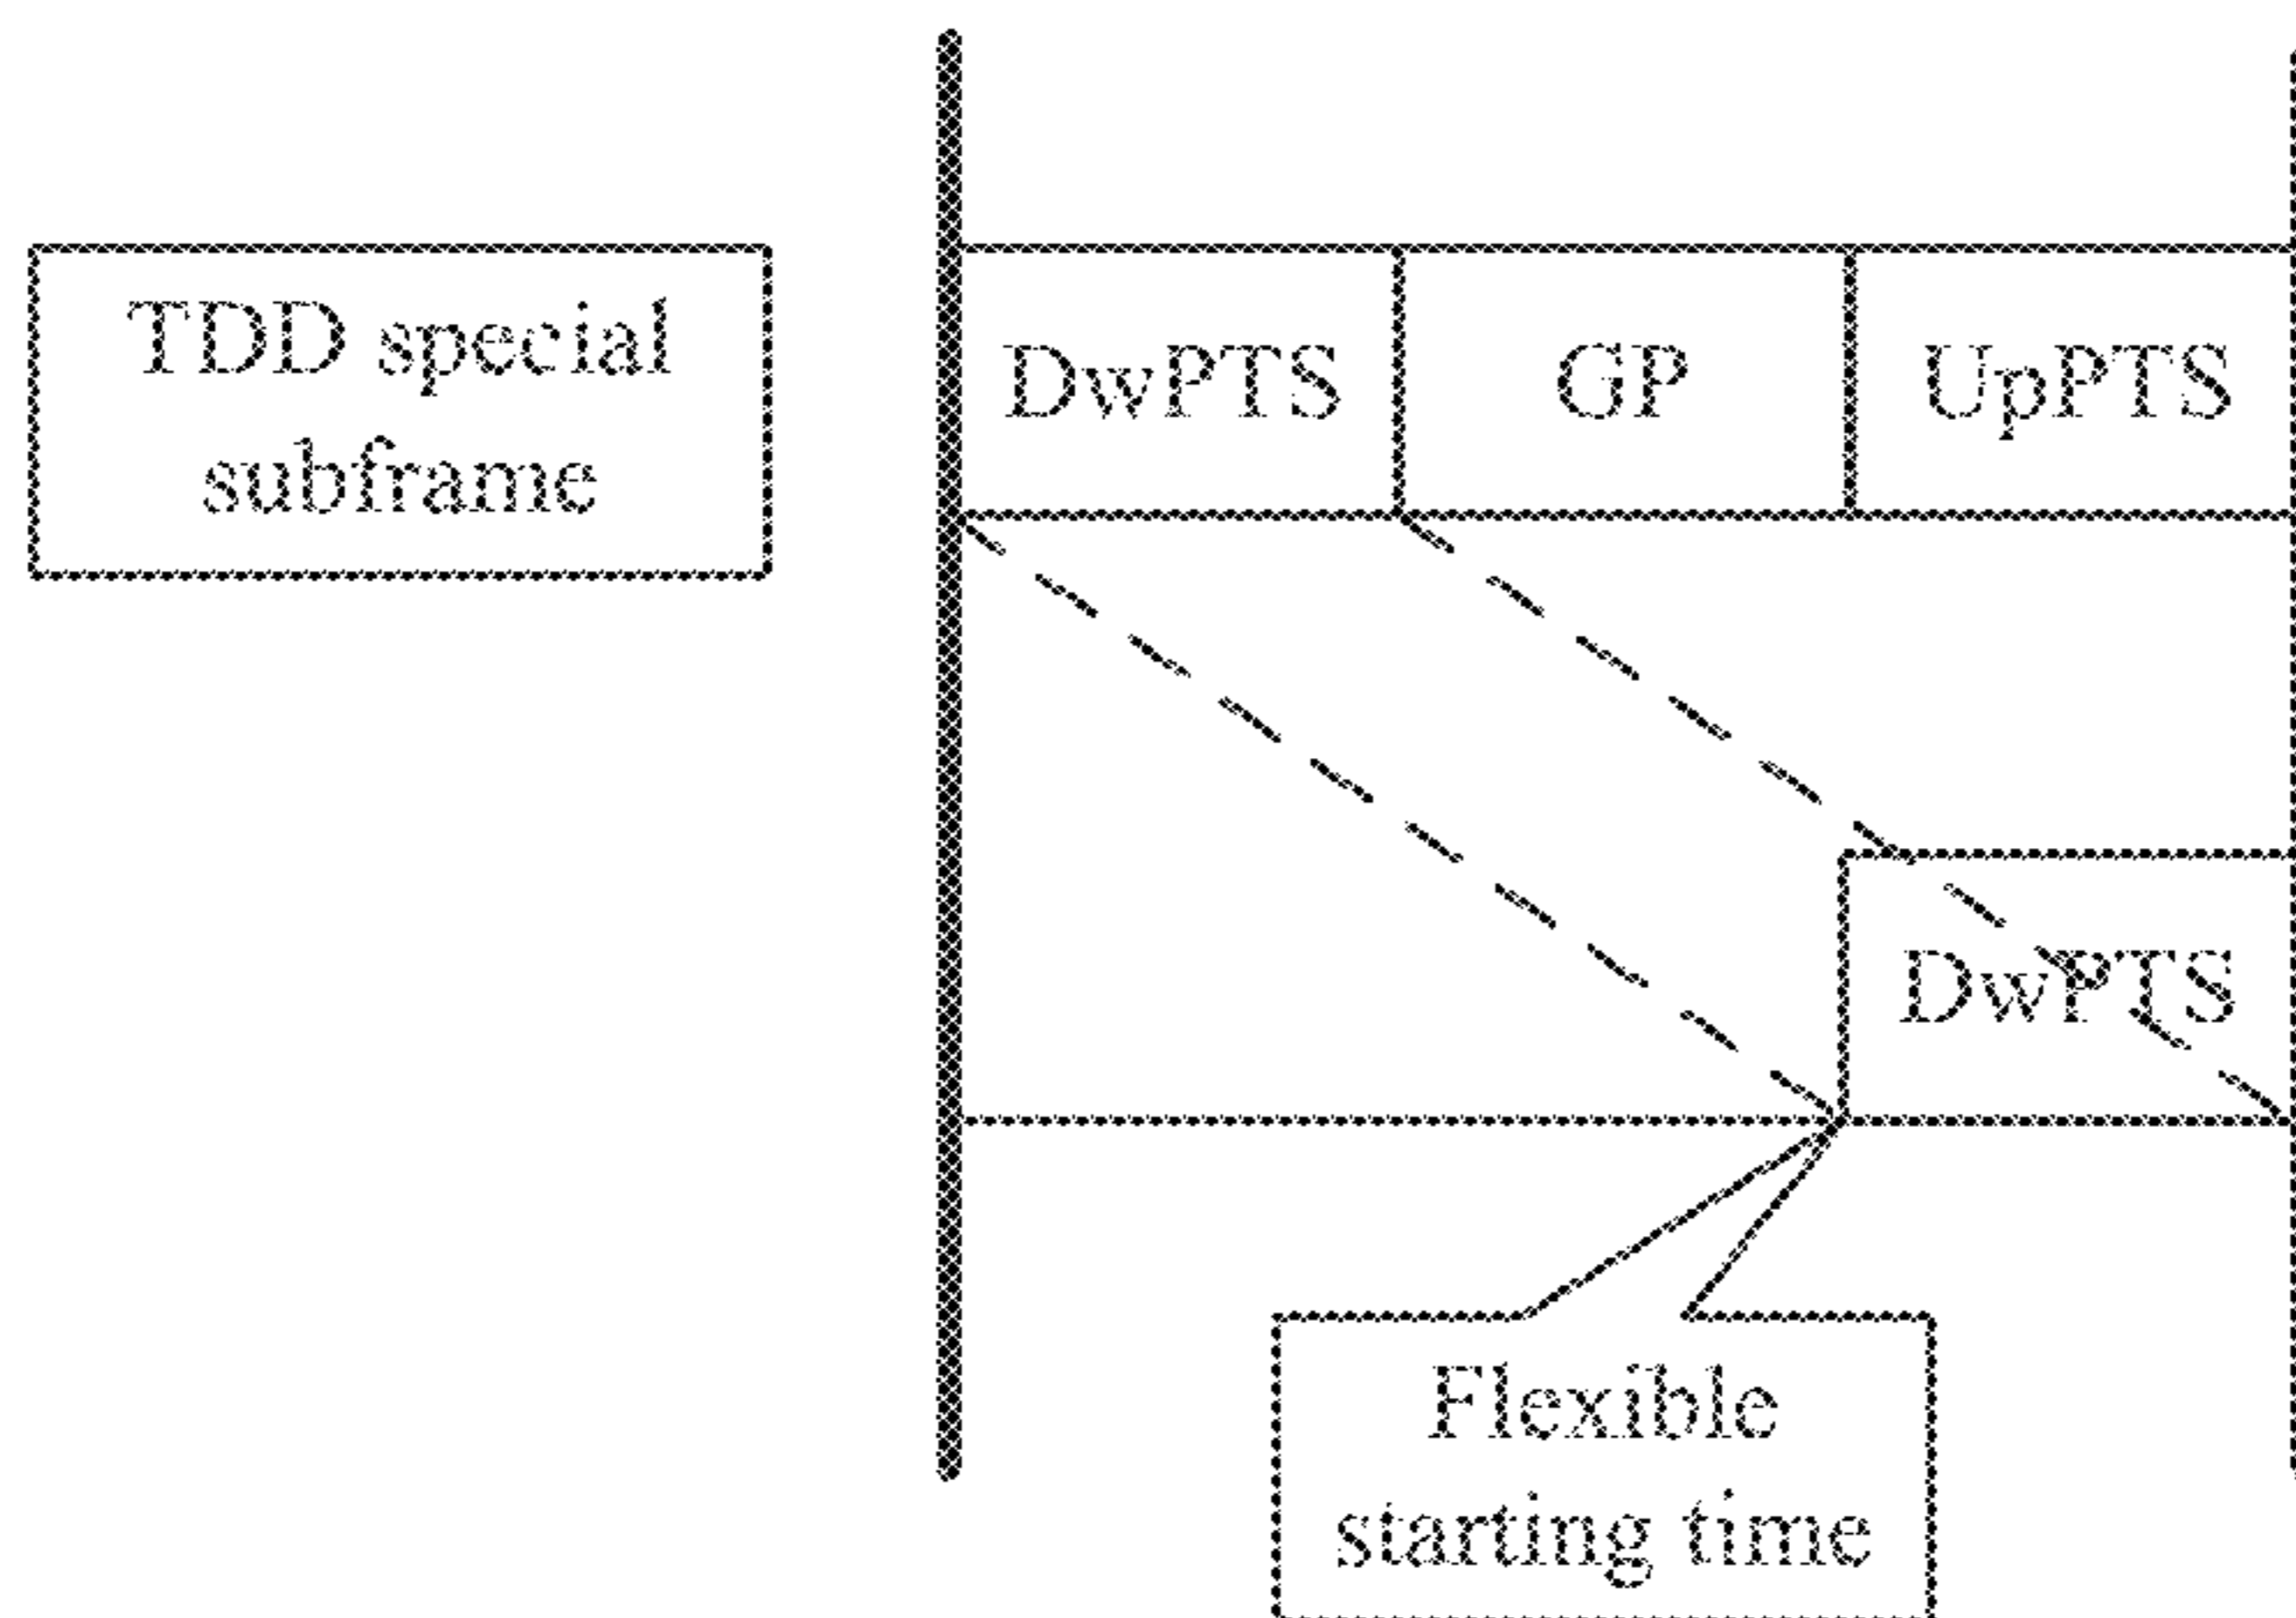 TDD special
subframe
DwPTS
GP
UpPTS
DwPTS
Flexible
starting time